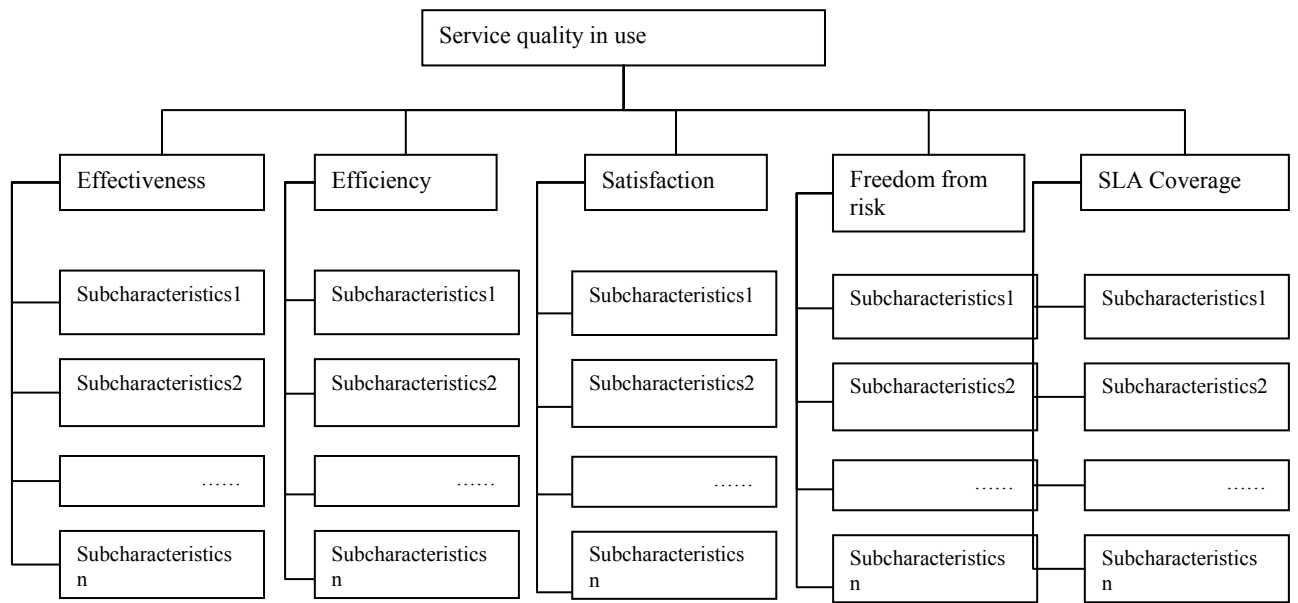 Service quality in use
Effectiveness
Efficiency
Satisfaction
Freedom from
risk
SLA Coverage
Subcharacteristics1
Subcharacteristics1
Subcharacteristics1
Subcharacteristics1
Subcharacteristics1
Subcharacteristics2
Subcharacteristics2
Subcharacteristics2
Subcharacteristics2
Subcharacteristics2
……
……
……
……
……
Subcharacteristics
n
Subcharacteristics
n
Subcharacteristics
n
Subcharacteristics
n
Subcharacteristics
n